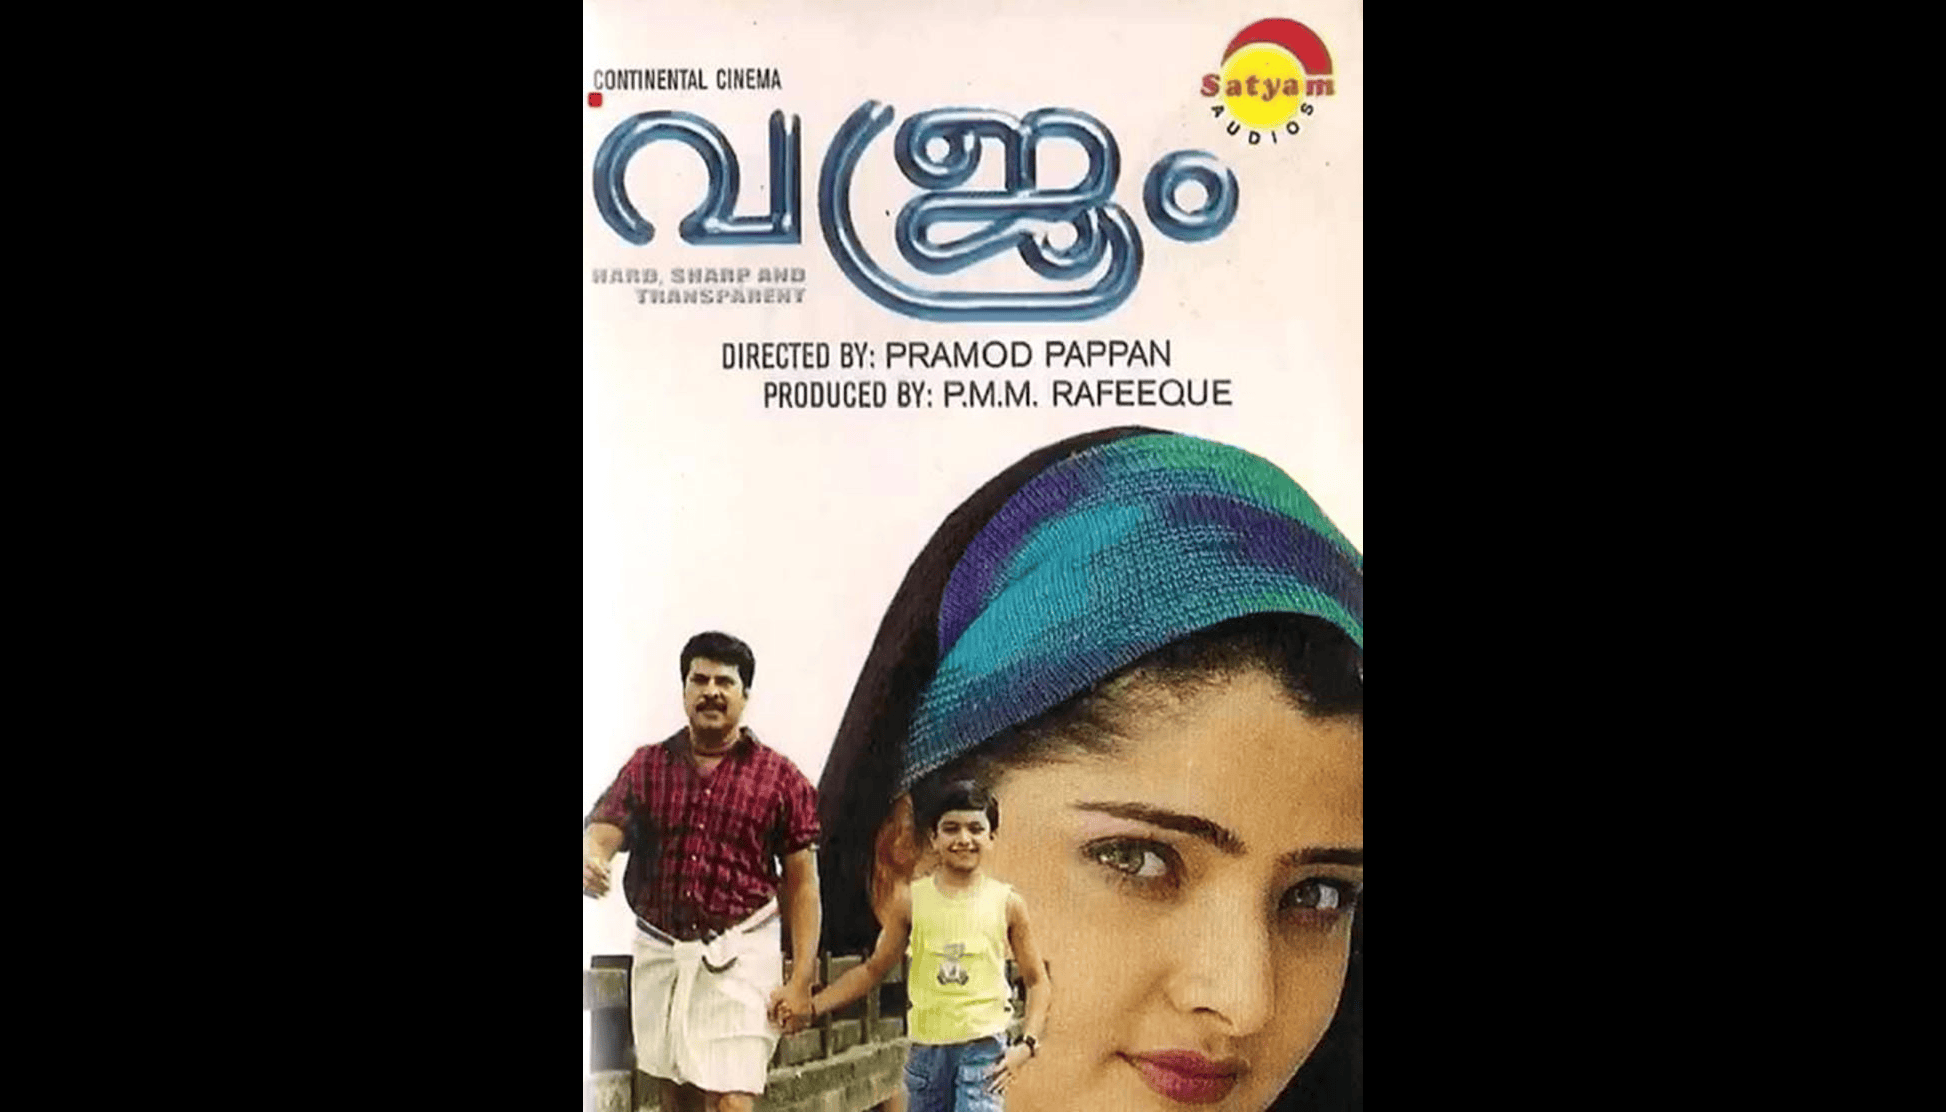 CONTINENTAL CINEMA
Satyam
AUDIOS
വജ്രം
HARD, SHARP AND
TRANSPARENT
DIRECTED BY: PRAMOD PAPPAN
PRODUCED BY: P.M.M. RAFEEQUE